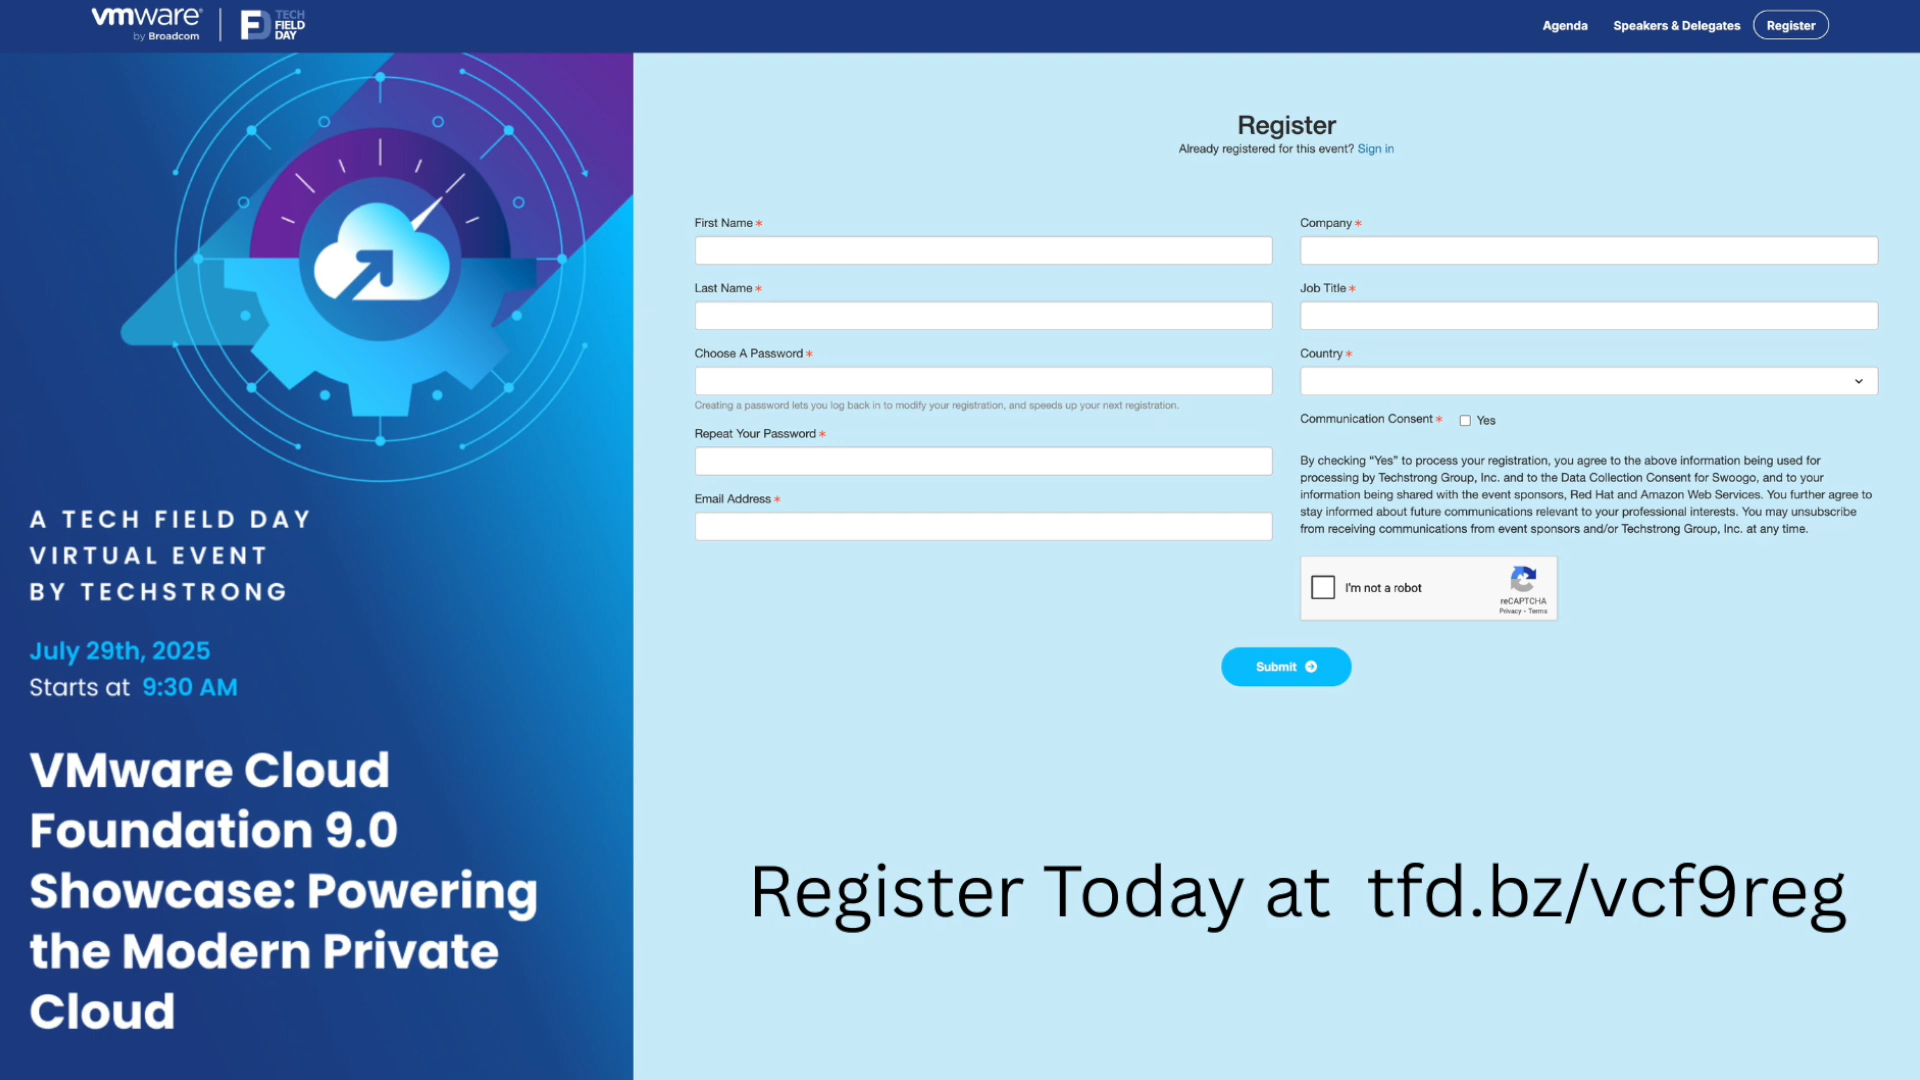 vmware®
by Broadcom
TECH
FIELD
DAY
Agenda
Speakers & Delegates
Register
A TECH FIELD DAY
VIRTUAL EVENT
BY TECHSTRONG
July 29th, 2025
Starts at 9:30 AM
VMware Cloud
Foundation 9.0
Showcase: Powering
the Modern Private
Cloud
Register
Already registered for this event? Sign in
First Name *
Last Name *
Choose A Password *
Creating a password lets you log back in to modify your registration, and speeds up your next registration.
Repeat Your Password *
Email Address *
Company *
Job Title *
Country *
Communication Consent * Yes
By checking “Yes” to process your registration, you agree to the above information being used for
processing by Techstrong Group, Inc. and to the Data Collection Consent for Swoogo, and to your
information being shared with the event sponsors, Red Hat and Amazon Web Services. You further agree to
stay informed about future communications relevant to your professional interests. You may unsubscribe
from receiving communications from event sponsors and/or Techstrong Group, Inc. at any time.
I'm not a robot
reCAPTCHA
Privacy - Terms
Submit
Register Today at tfd.bz/vcf9reg